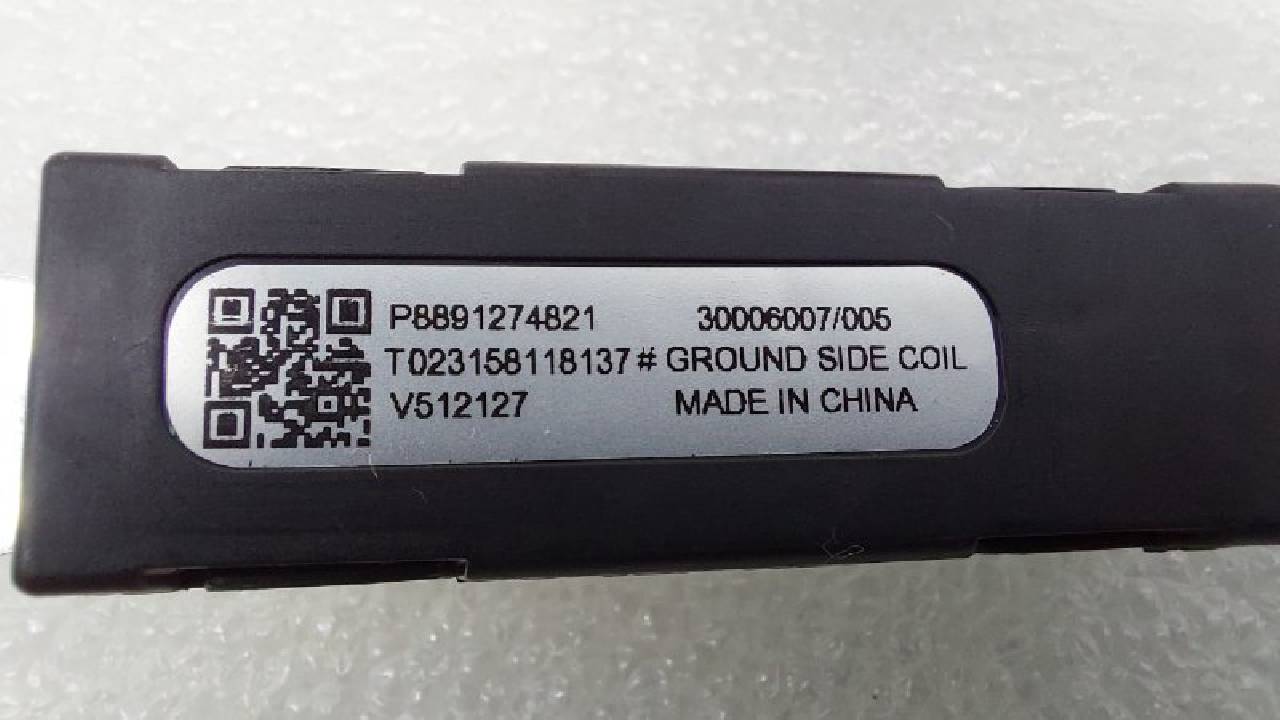 P8891274821 30006007/005
T023158118137# GROUND SIDE COIL
V512127 MADE IN CHINA